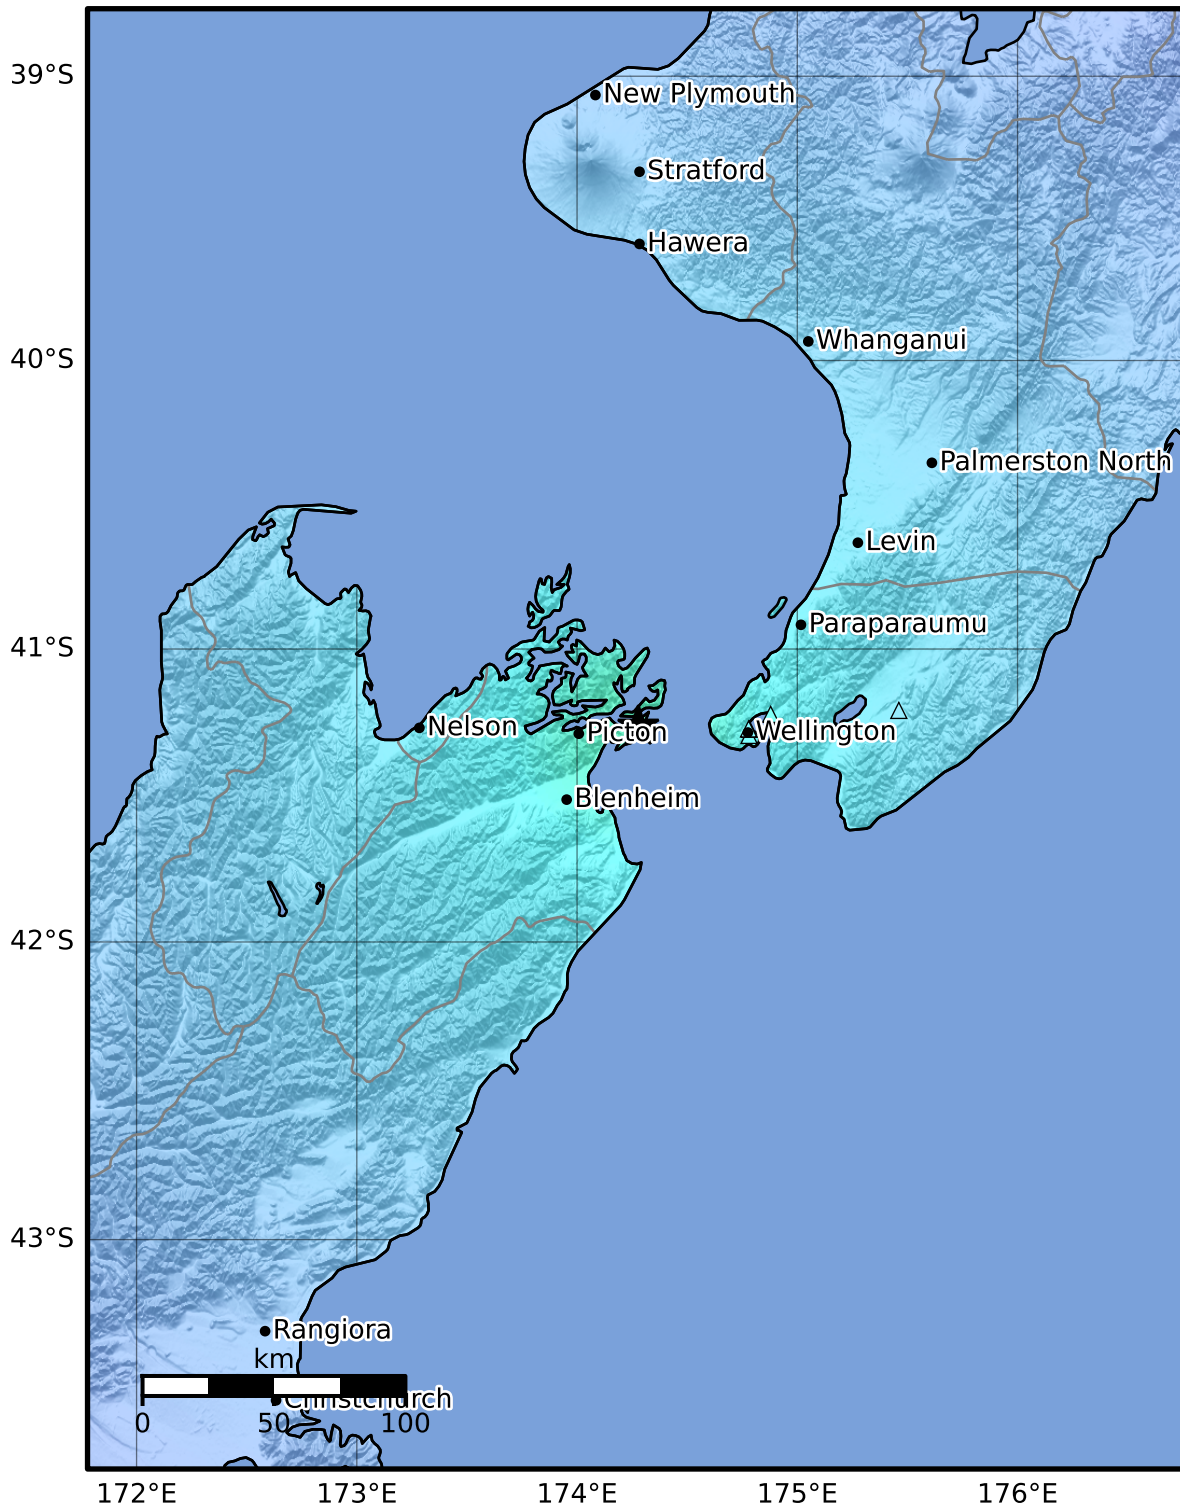 39°S
New Plymouth
Stratford
Hawera
Whanganui
40°S
Palmerston North
Levin
Paraparaumu
41°S
Nelson
Picton
Wellington
Blenheim
42°S
43°S
Rangiora
km
Christchurch
0 50 100
172°E 173°E 174°E 175°E 176°E